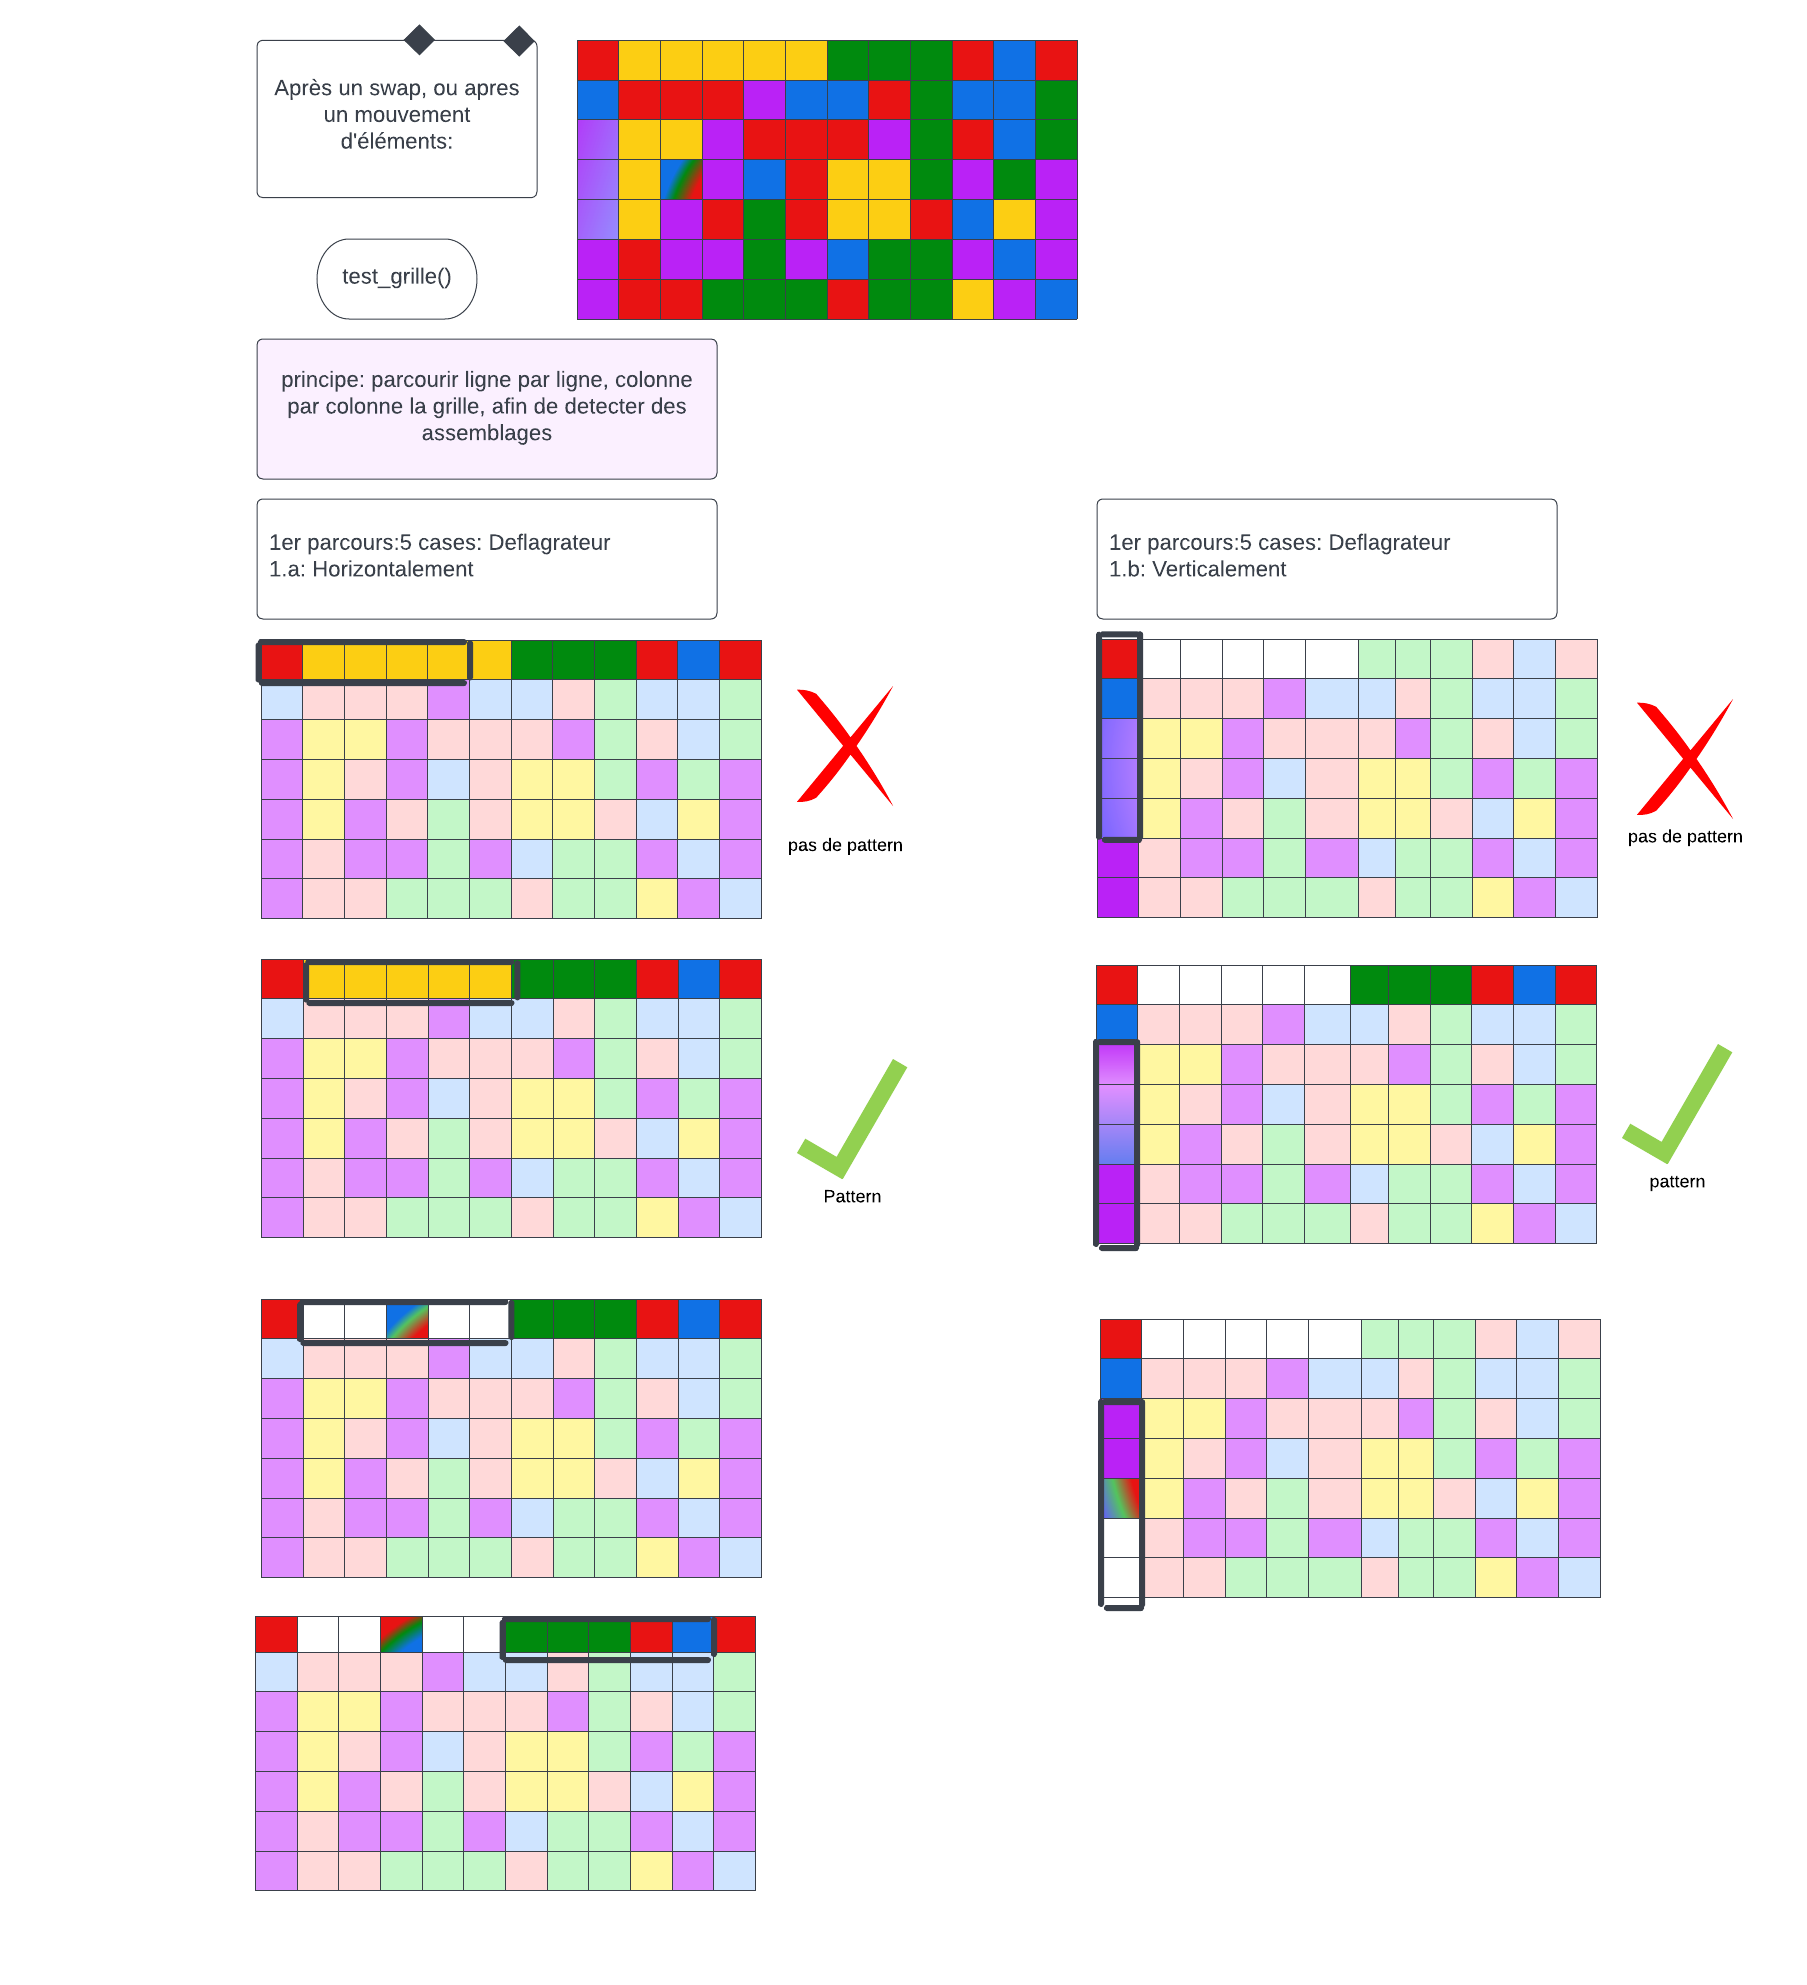 Après un swap, ou apres
un mouvement
d'éléments:
test_grille()
principe: parcourir ligne par ligne, colonne
par colonne la grille, afin de detecter des
assemblages
1er parcours:5 cases: Deflagrateur
1.a: Horizontalement
1er parcours:5 cases: Deflagrateur
1.b: Verticalement
pas de pattern
pas de pattern
Pattern
pattern